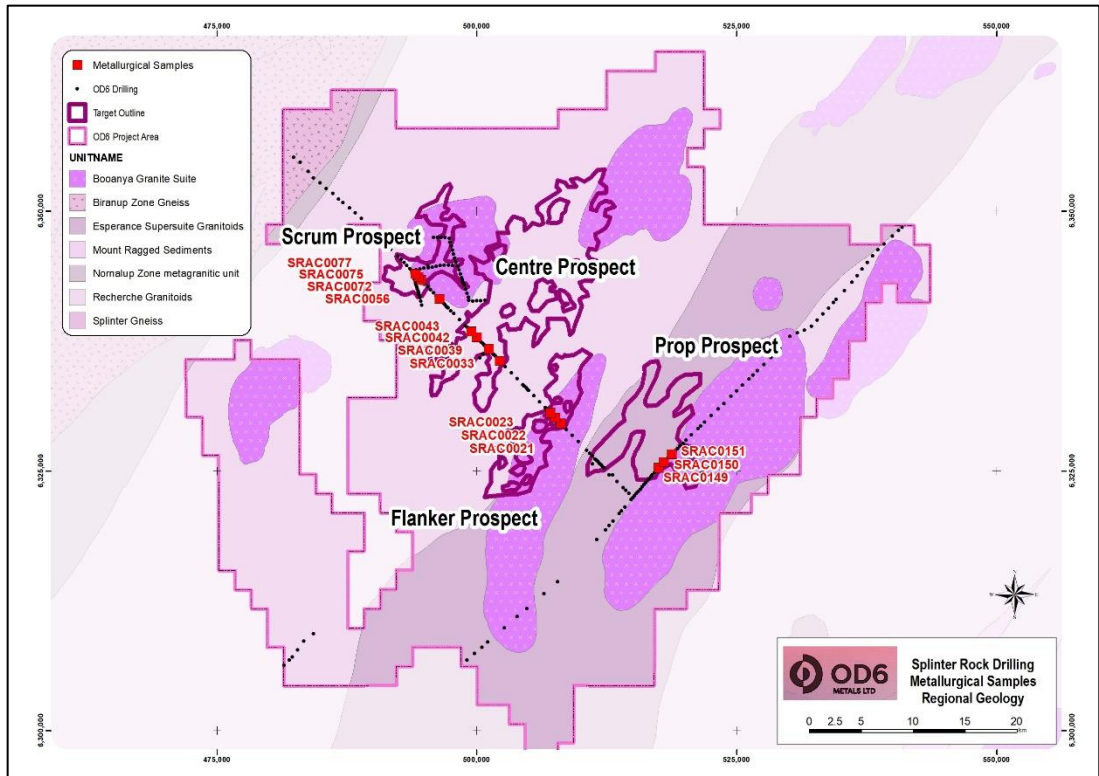 475,000
500,000
525,000
550,000
Metallurgical Samples
OD6 Drilling
Target Outline
OD6 Project Area
UNITNAME
Booanya Granite Suite
Biranup Zone Gneiss
Esperance Supersuite Granitoids
Mount Ragged Sediments
Nornalup Zone metagranitic unit
Recherche Granitoids
Splinter Gneiss
6,350,000
6,350,000
Scrum Prospect
SRAC0077
SRAC0075
SRAC0072
SRAC0056
Centre Prospect
SRAC0043
SRAC0042
SRAC0039
SRAC0033
Prop Prospect
SRAC0023
SRAC0022
SRAC0021
SRAC0151
SRAC0150
SRAC0149
6,325,000
6,325,000
Flanker Prospect
N
OD6
METALS LTD
Splinter Rock Drilling
Metallurgical Samples
Regional Geology
0 2.5 5 10 15 20
km
6,300,000
6,300,000
475,000
500,000
525,000
550,000